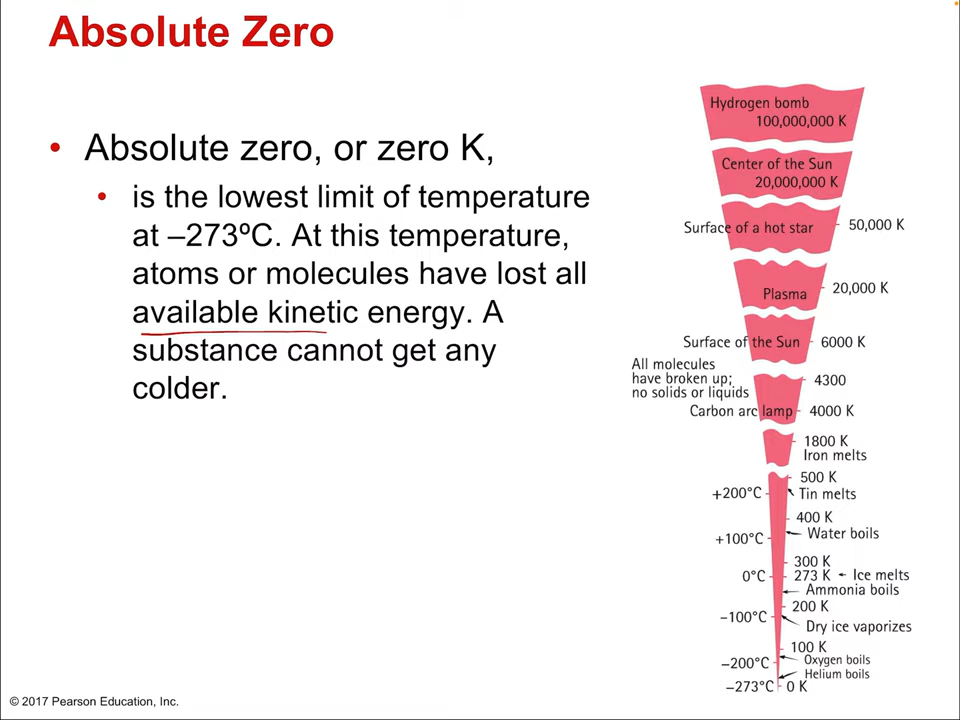 Absolute Zero
• Absolute zero, or zero K,
• is the lowest limit of temperature
at –273ºC. At this temperature,
atoms or molecules have lost all
available kinetic energy. A
substance cannot get any
colder.
Hydrogen bomb
100,000,000 K
Center of the Sun
20,000,000 K
Surface of a hot star
50,000 K
Plasma
20,000 K
Surface of the Sun
6000 K
All molecules
have broken up;
no solids or liquids
4300
Carbon arc lamp
4000 K
1800 K
Iron melts
500 K
+200°C
Tin melts
400 K
Water boils
+100°C
300 K
0°C
273 K
Ice melts
Ammonia boils
200 K
–100°C
Dry ice vaporizes
100 K
Oxygen boils
–200°C
Helium boils
–273°C
0 K
© 2017 Pearson Education, Inc.